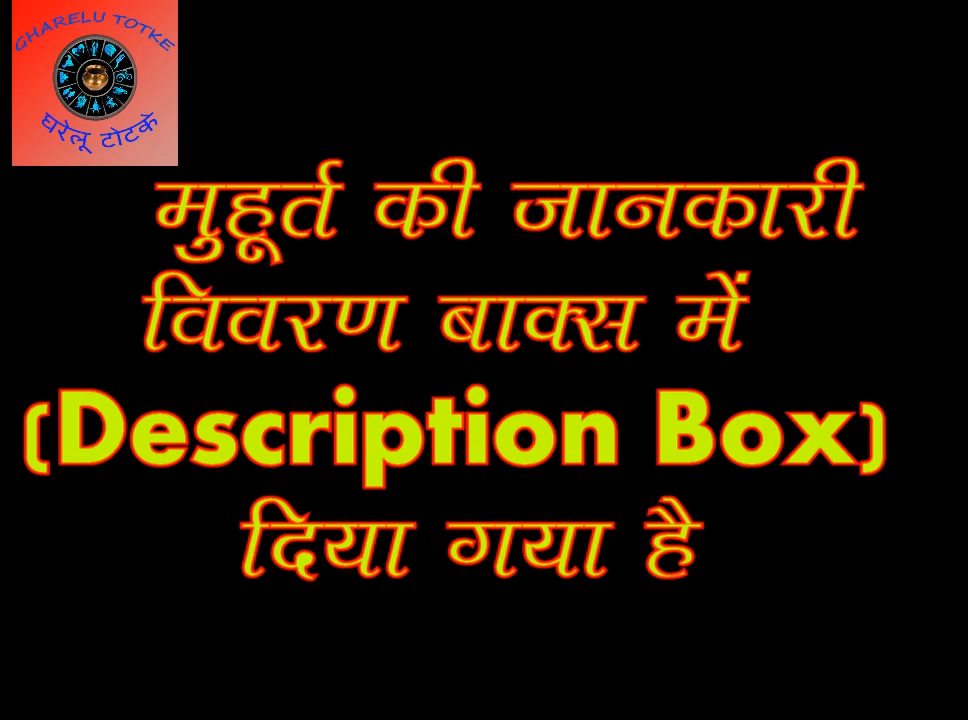 GHARELU TOTKE
घरेलू टोटके
मुहूर्त की जानकारी
विवरण बाक्स में
(Description Box)
दिया गया है